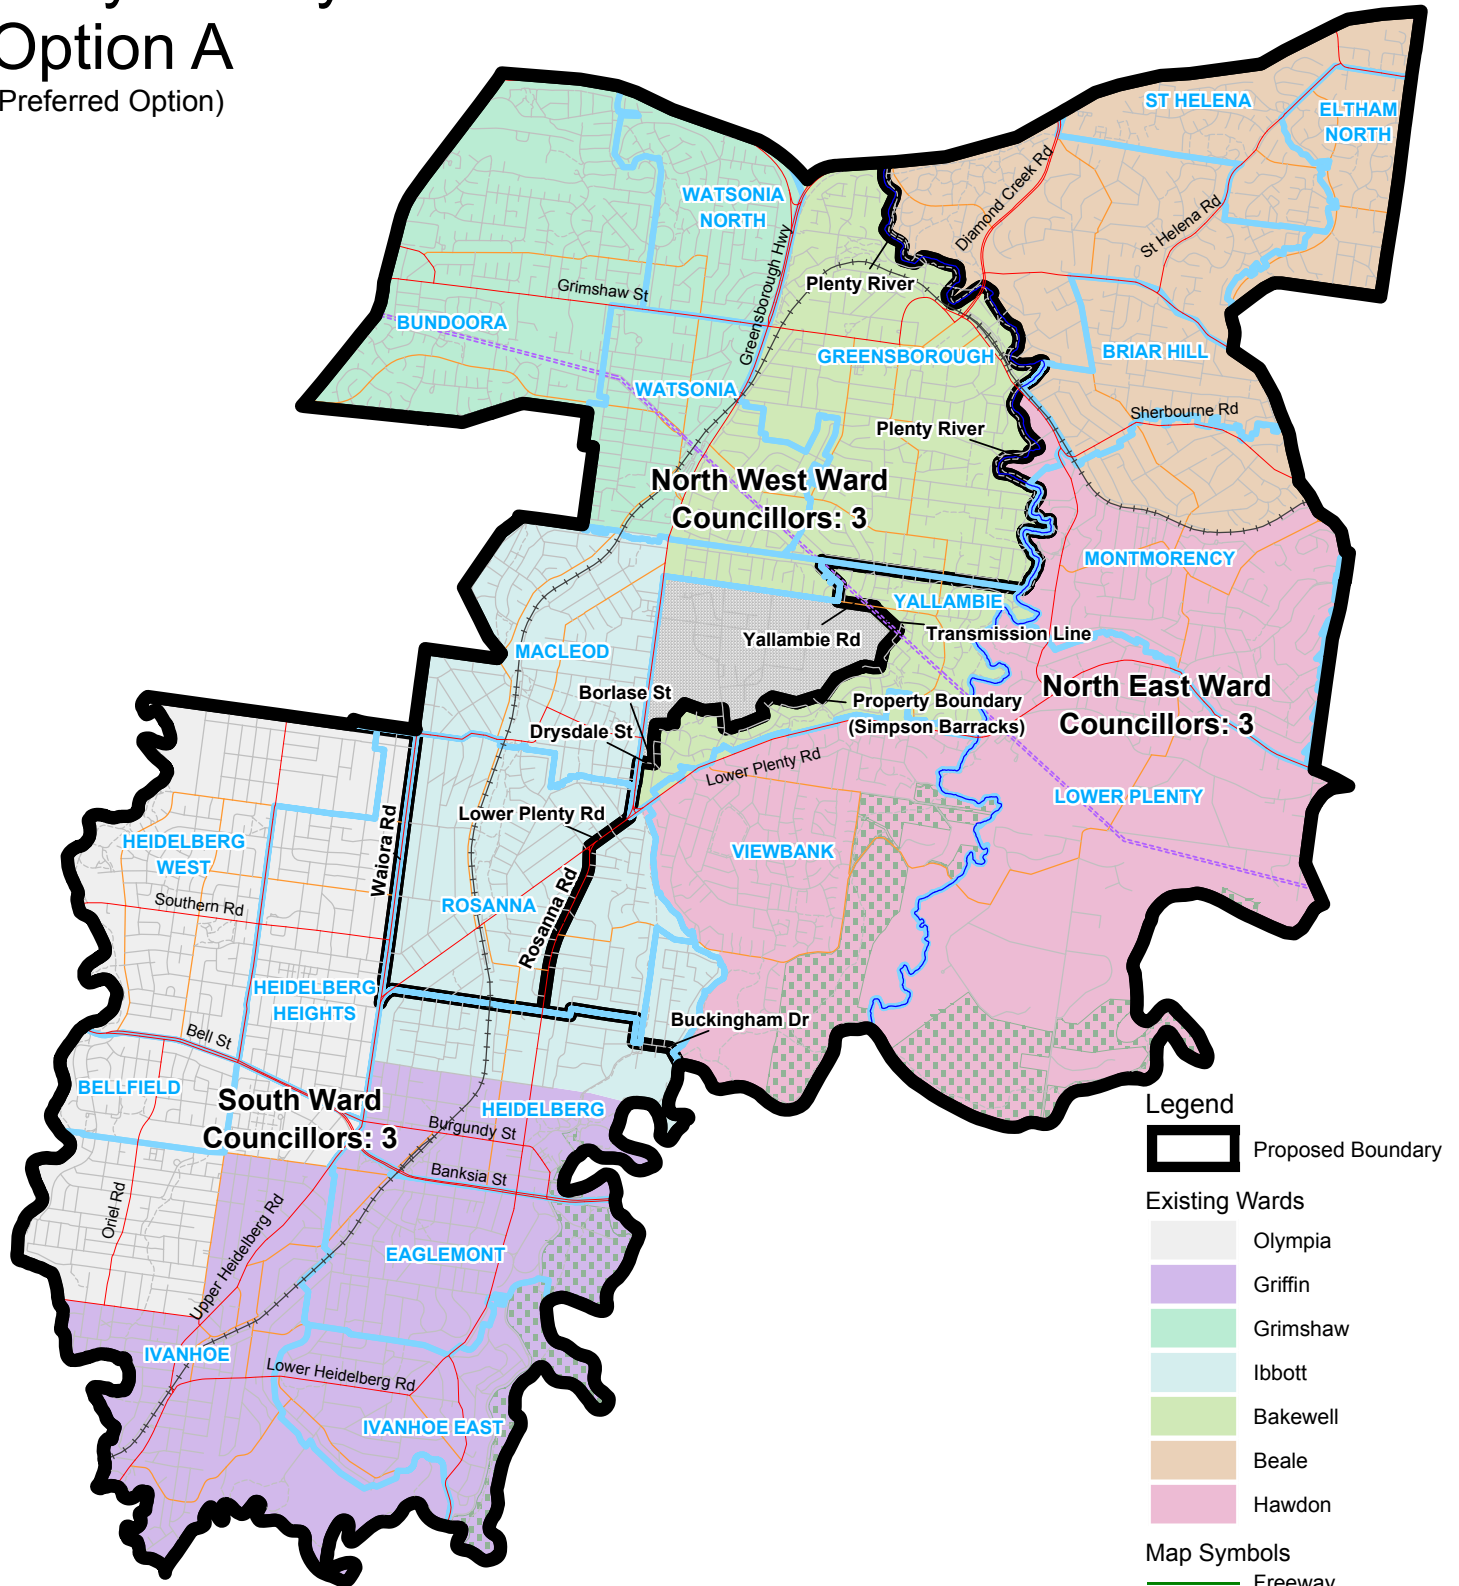 Option A
(Preferred Option)
ST HELENA
ELTHAM
NORTH
WATSONIA
NORTH
Diamond Creek Rd
St Helena Rd
Greensborough Hwy
Plenty River
Grimshaw St
BUNDOORA
GREENSBOROUGH
BRIAR HILL
WATSONIA
Sherbourne Rd
Plenty River
North West Ward
Councillors: 3
MONTMORENCY
YALLAMBIE
Yallambie Rd
Transmission Line
MACLEOD
Borlase St
Drysdale St
Property Boundary
(Simpson Barracks)
North East Ward
Councillors: 3
Lower Plenty Rd
LOWER PLENTY
Lower Plenty Rd
Waiora Rd
HEIDELBERG
WEST
VIEWBANK
Southern Rd
ROSANNA
Rosanna Rd
HEIDELBERG
HEIGHTS
Buckingham Dr
Bell St
BELLFIELD
South Ward
Councillors: 3
HEIDELBERG
Burgundy St
Banksia St
Oriel Rd
Upper Heidelberg Rd
EAGLEMONT
IVANHOE
Lower Heidelberg Rd
IVANHOE EAST
Legend
Proposed Boundary
Existing Wards
Olympia
Griffin
Grimshaw
Ibbott
Bakewell
Beale
Hawdon
Map Symbols
Freeway